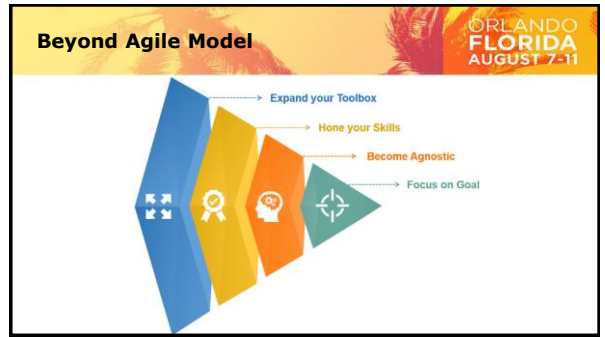 Beyond Agile Model
ORLANDO
FLORIDA
AUGUST 7-11
Expand your Toolbox
Hone your Skills
Become Agnostic
Focus on Goal